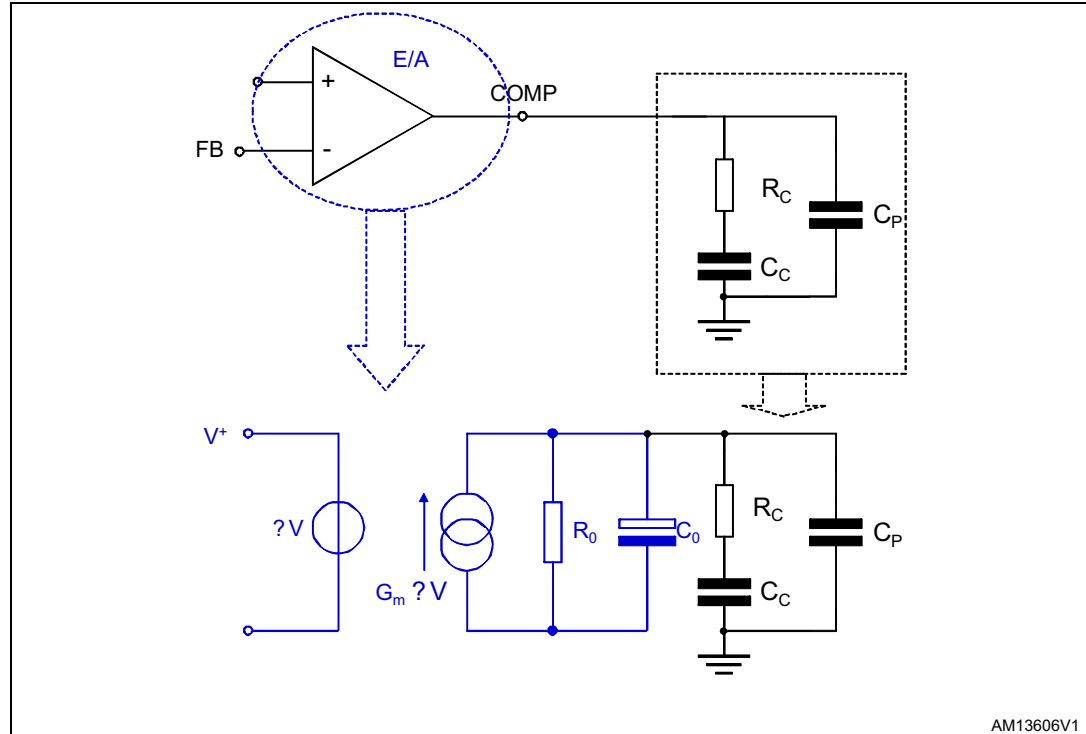 E/A
+
COMP
FB
-
R_C
C_P
C_C
V⁺
?V
R_0
C_0
R_C
C_P
G_m ?V
C_C
AM13606V1